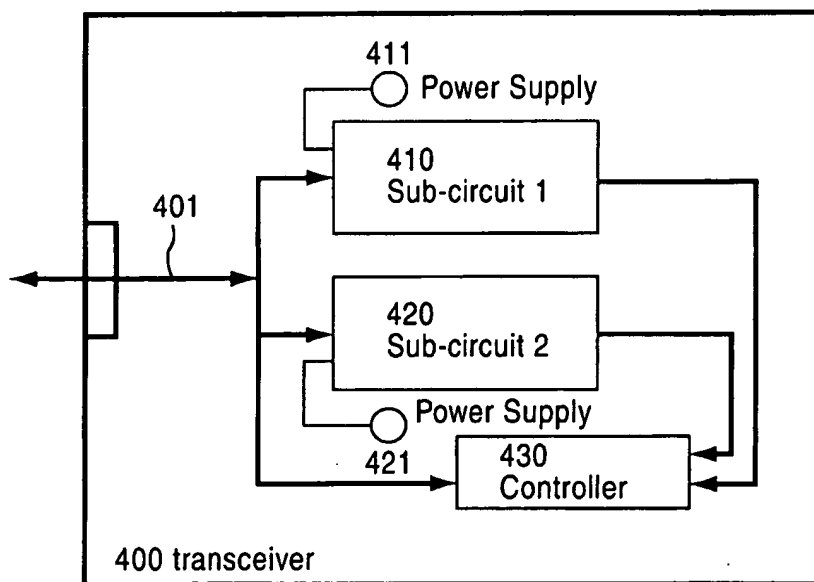 411
Power Supply
410
Sub-circuit 1
401
420
Sub-circuit 2
Power Supply
421
430
Controller
400 transceiver